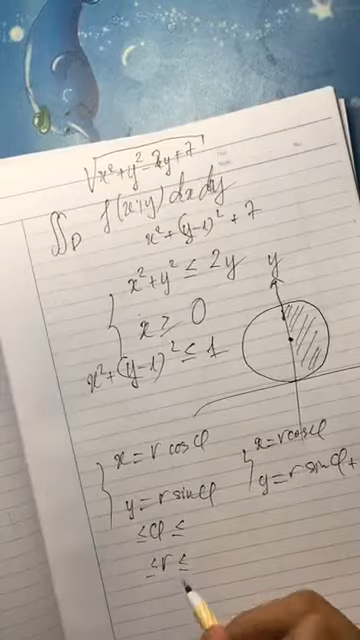 √x²+y²-2y+7
∬D f(x,y) dxdy
x²+(y-1)²+7
{ x²+y² ≤ 2y
x ≥ 0
x²+(y-1)² ≤ 1
y
{ x = r cos φ
y = r sin φ
{ x = r cos φ
y = r sin φ +
≤ φ ≤
≤ r ≤